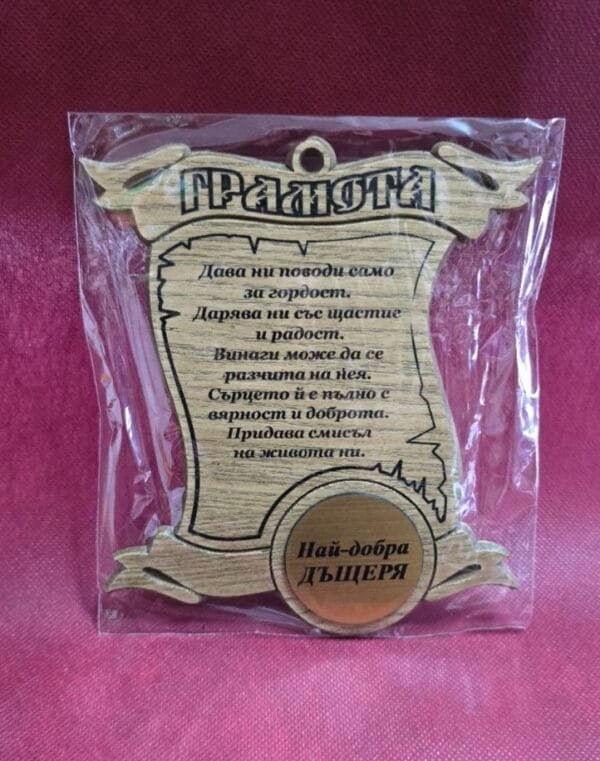 ГРАМОТА
Дава ни поводи само
за гордост.
Дарява ни със щастие
и радост.
Винаги може да се
разчита на нея.
Сърцето ѝ е пълно с
вярност и доброта.
Придава смисъл
на живота ни.
Най-добра
ДЪЩЕРЯ